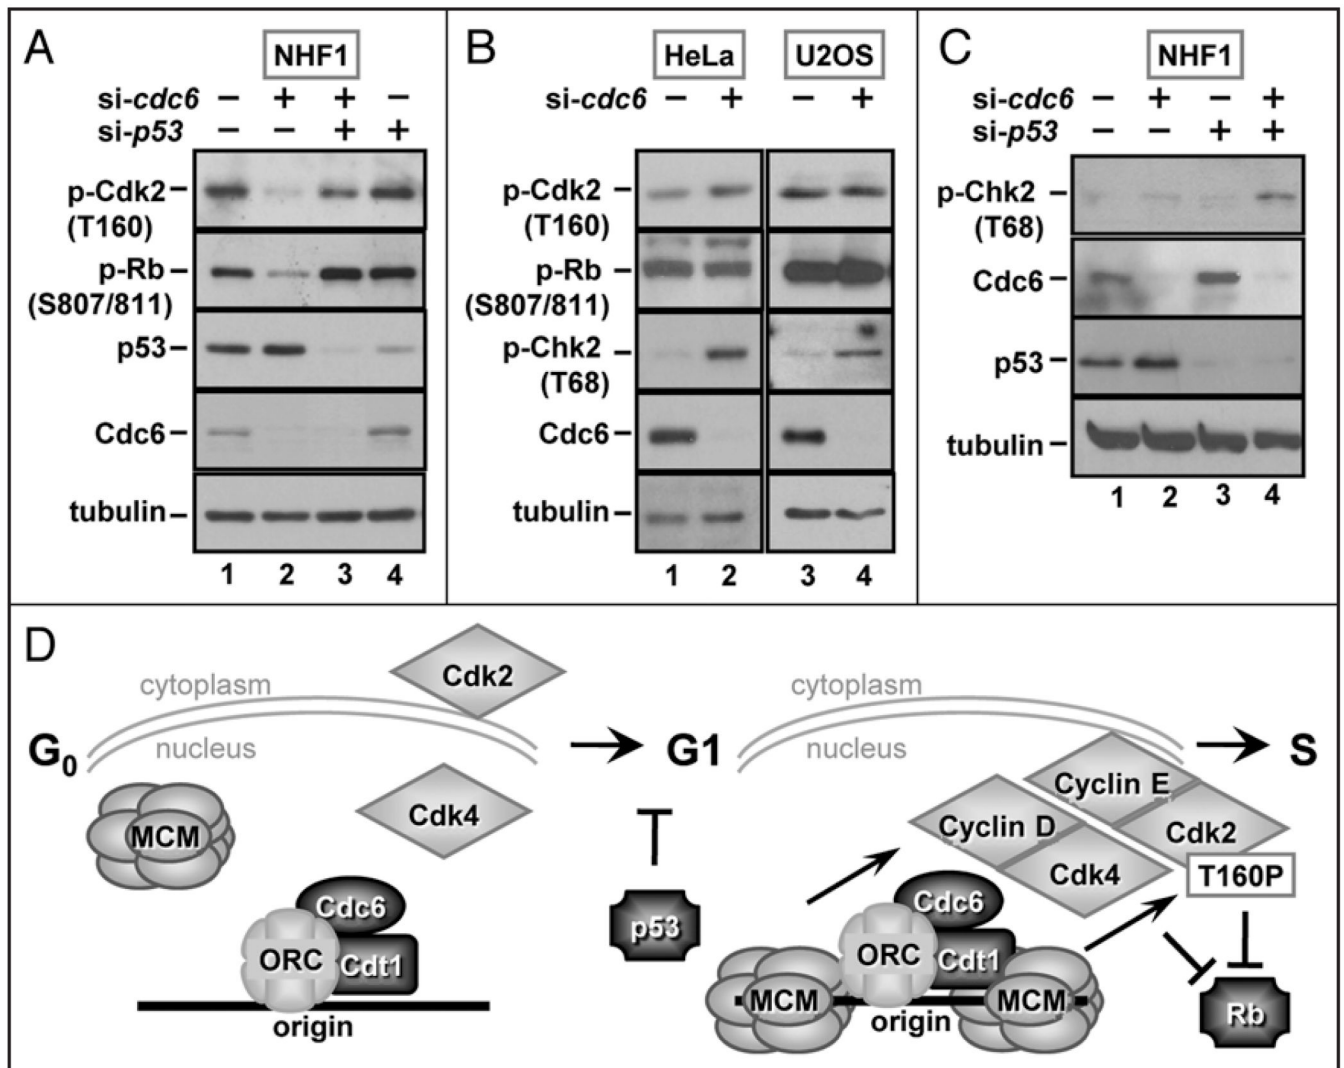 A
NHF1
si-cdc6 – + + –
si-p53 – – + +
p-Cdk2
(T160)
p-Rb
(S807/811)
p53
Cdc6
tubulin
1 2 3 4
B
HeLa U2OS
si-cdc6 – + – +
p-Cdk2
(T160)
p-Rb
(S807/811)
p-Chk2
(T68)
Cdc6
tubulin
1 2 3 4
C
NHF1
si-cdc6 – + – +
si-p53 – – + +
p-Chk2
(T68)
Cdc6
p53
tubulin
1 2 3 4
D
cytoplasm
Cdk2
G0
nucleus
Cdk4
MCM
Cdc6
ORC
Cdt1
origin
p53
G1
cytoplasm
nucleus
S
Cyclin E
Cyclin D
Cdk2
Cdk4
T160P
Cdc6
ORC
Cdt1
MCM
MCM
origin
Rb